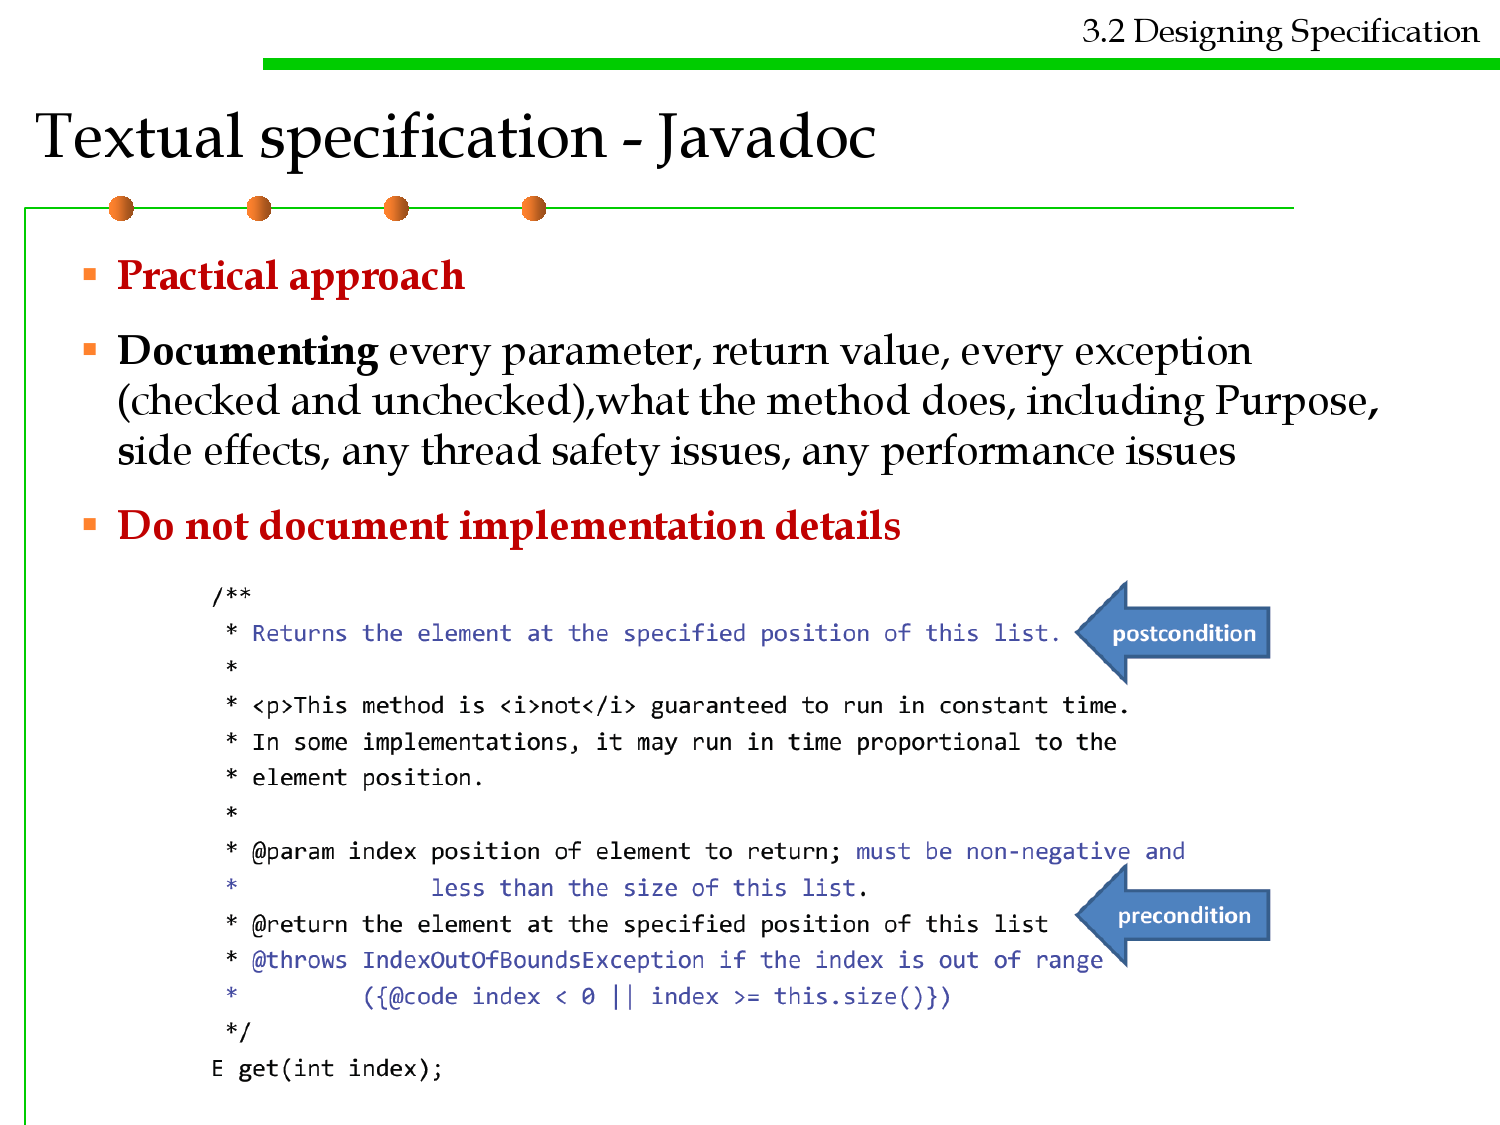 3.2 Designing Specification
Textual specification - Javadoc
▪ Practical approach
▪ Documenting every parameter, return value, every exception
(checked and unchecked),what the method does, including Purpose,
side effects, any thread safety issues, any performance issues
▪ Do not document implementation details
/**
* Returns the element at the specified position of this list.
postcondition
*
* <p>This method is <i>not</i> guaranteed to run in constant time.
* In some implementations, it may run in time proportional to the
* element position.
*
* @param index position of element to return; must be non-negative and
* less than the size of this list.
precondition
* @return the element at the specified position of this list
* @throws IndexOutOfBoundsException if the index is out of range
* ({@code index < 0 || index >= this.size()})
*/
E get(int index);